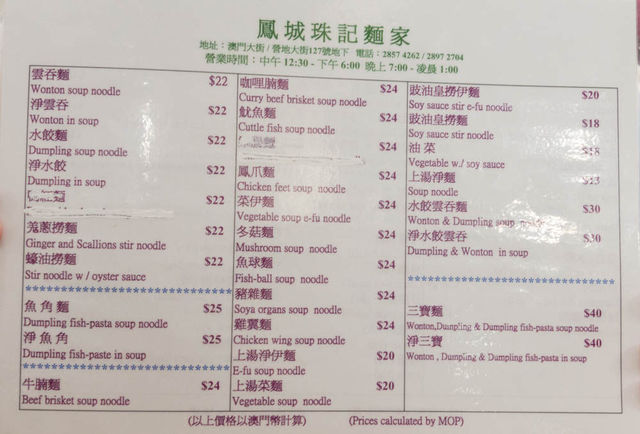 鳳城珠記麵家
地址：澳門大街 / 營地大街127號地下 電話：2857 4262 / 2897 2704
營業時間：中午 12:30 - 下午 6:00 晚上 7:00 - 凌晨 1:00
雲吞麵 $22
Wonton soup noodle
淨雲吞 $22
Wonton in soup
水餃麵 $22
Dumpling soup noodle
淨水餃 $22
Dumpling in soup
$22
羗蔥撈麵 $22
Ginger and Scallions stir noodle
蠔油撈麵 $22
Stir noodle w / oyster sauce
魚角麵 $25
Dumpling fish-pasta soup noodle
淨魚角 $25
Dumpling fish-paste in soup
牛腩麵 $24
Beef brisket soup noodle
咖哩腩麵 $24
Curry beef brisket soup noodle
魷魚麵 $24
Cuttle fish soup noodle
鳳爪麵 $24
Chicken feet soup noodle
菜伊麵 $24
Vegetable soup e-fu noodle
冬菇麵 $24
Mushroom soup noodle
魚球麵 $24
Fish-ball soup noodle
豬雜麵 $24
Soya organs soup noodle
雞翼麵 $24
Chicken wing soup noodle
上湯淨伊麵 $20
E-fu soup noodle
上湯菜麵 $20
Vegetable soup noodle
豉油皇撈伊麵 $20
Soy sauce stir e-fu noodle
豉油皇撈麵 $18
Soy sauce stir noodle
油菜 $18
Vegetable w./ soy sauce
上湯淨麵 $13
Soup noodle
水餃雲吞麵 $30
Wonton & Dumpling soup noodle
淨水餃雲吞 $30
Dumpling & Wonton in soup
三寶麵 $40
Wonton,Dumpling & Dumpling fish-pasta soup noodle
淨三寶 $40
Wonton , Dumpling & Dumpling fish-pasta in soup
(以上價格以澳門幣計算) (Prices calculated by MOP)